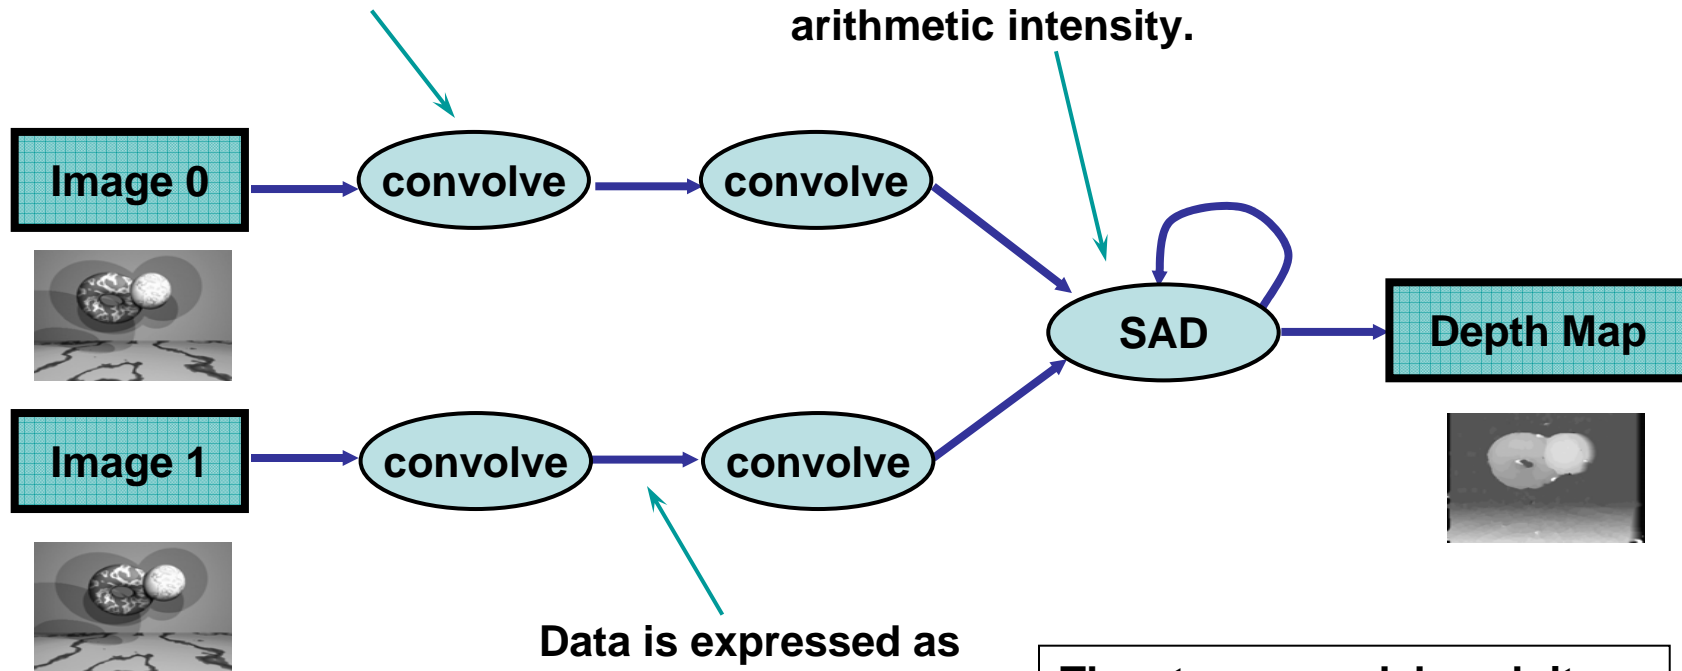 arithmetic intensity.
Image 0
convolve
convolve
SAD
Depth Map
Image 1
convolve
convolve
Data is expressed as